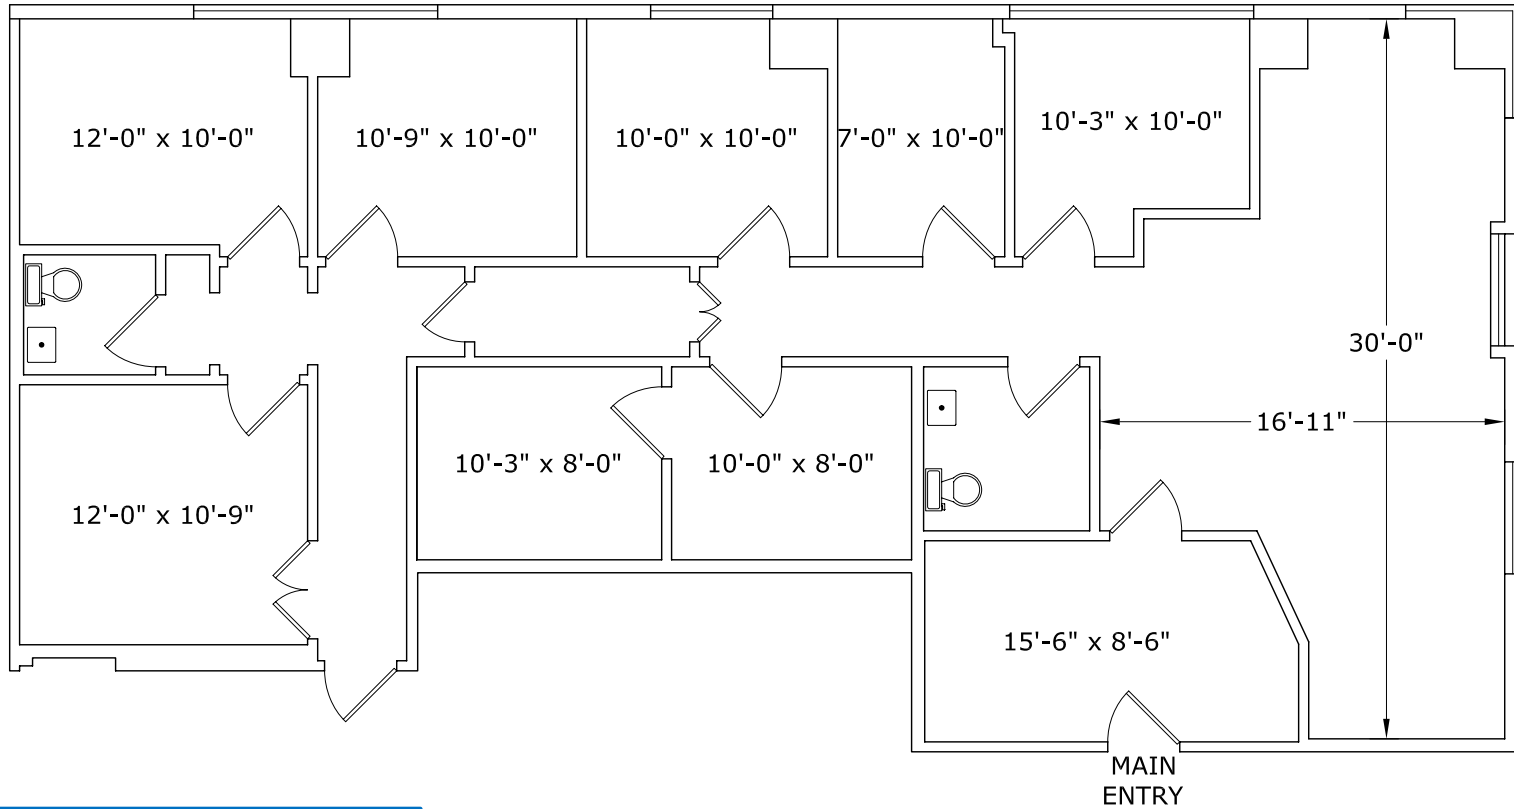 12'-0" x 10'-0"
10'-9" x 10'-0"
10'-0" x 10'-0"
7'-0" x 10'-0"
10'-3" x 10'-0"
30'-0"
16'-11"
10'-3" x 8'-0"
10'-0" x 8'-0"
12'-0" x 10'-9"
15'-6" x 8'-6"
MAIN
ENTRY